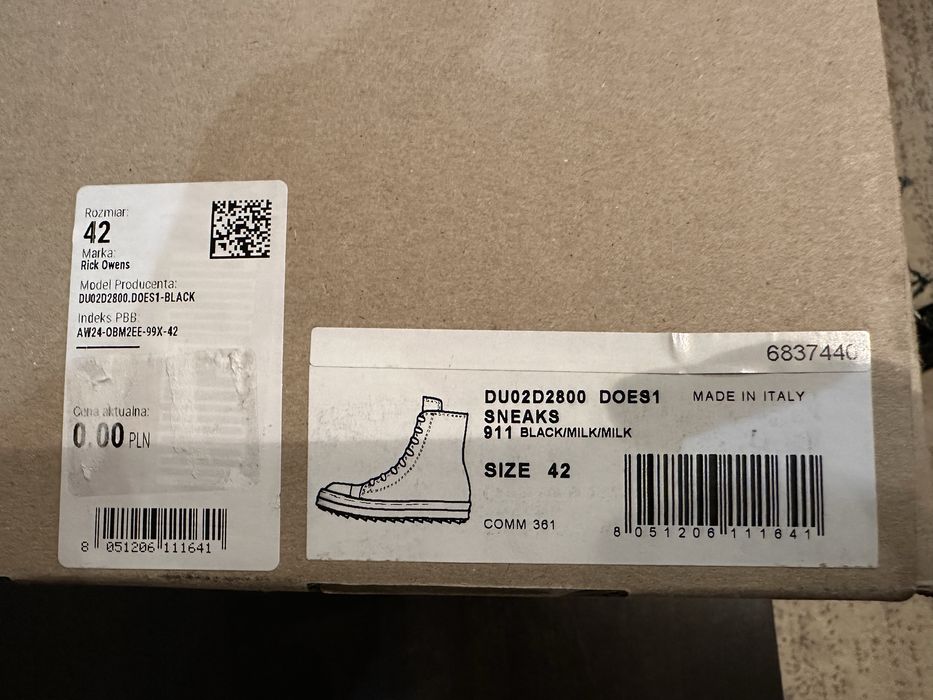 Rozmiar:
42
Marka:
Rick Owens
Model Producenta:
DU02D2800.DOES1-BLACK
Indeks PBB:
AW24-OBM2EE-99X-42
Cena aktualna:
0.00 PLN
8 051206 111641
6837440
DU02D2800 DOES1 MADE IN ITALY
SNEAKS
911 BLACK/MILK/MILK
SIZE 42
COMM 361
8 051206 111641